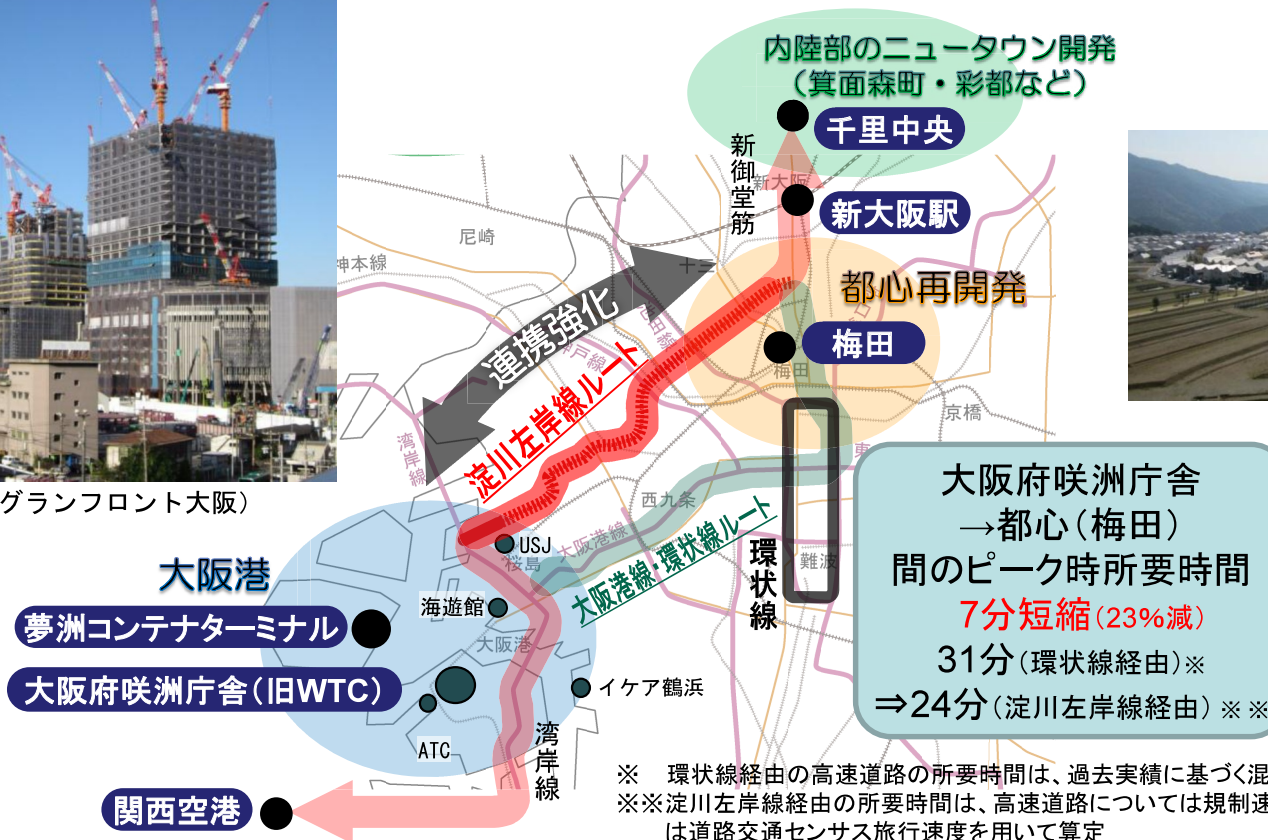 内陸部のニュータウン開発
（箕面森町・彩都など）
千里中央
新御堂筋
新大阪
新大阪駅
尼崎
神本線
十三
連携強化
都心再開発
梅田
梅田
淀川左岸線ルート
神戸線
湾岸線
京橋
東
西九条
グランフロント大阪）
大阪港
USJ
桜島
大阪港線
大阪港線・環状線ルート
環状線
難波
海遊館
大阪港
夢洲コンテナターミナル
大阪府咲洲庁舎（旧WTC）
イケア鶴浜
ATC
湾岸線
関西空港
大阪府咲洲庁舎
→都心（梅田）
間のピーク時所要時間
7分短縮（23%減）
31分（環状線経由）※
⇒24分（淀川左岸線経由）※※
※　環状線経由の高速道路の所要時間は、過去実績に基づく混
※※淀川左岸線経由の所要時間は、高速道路については規制速
は道路交通センサス旅行速度を用いて算定